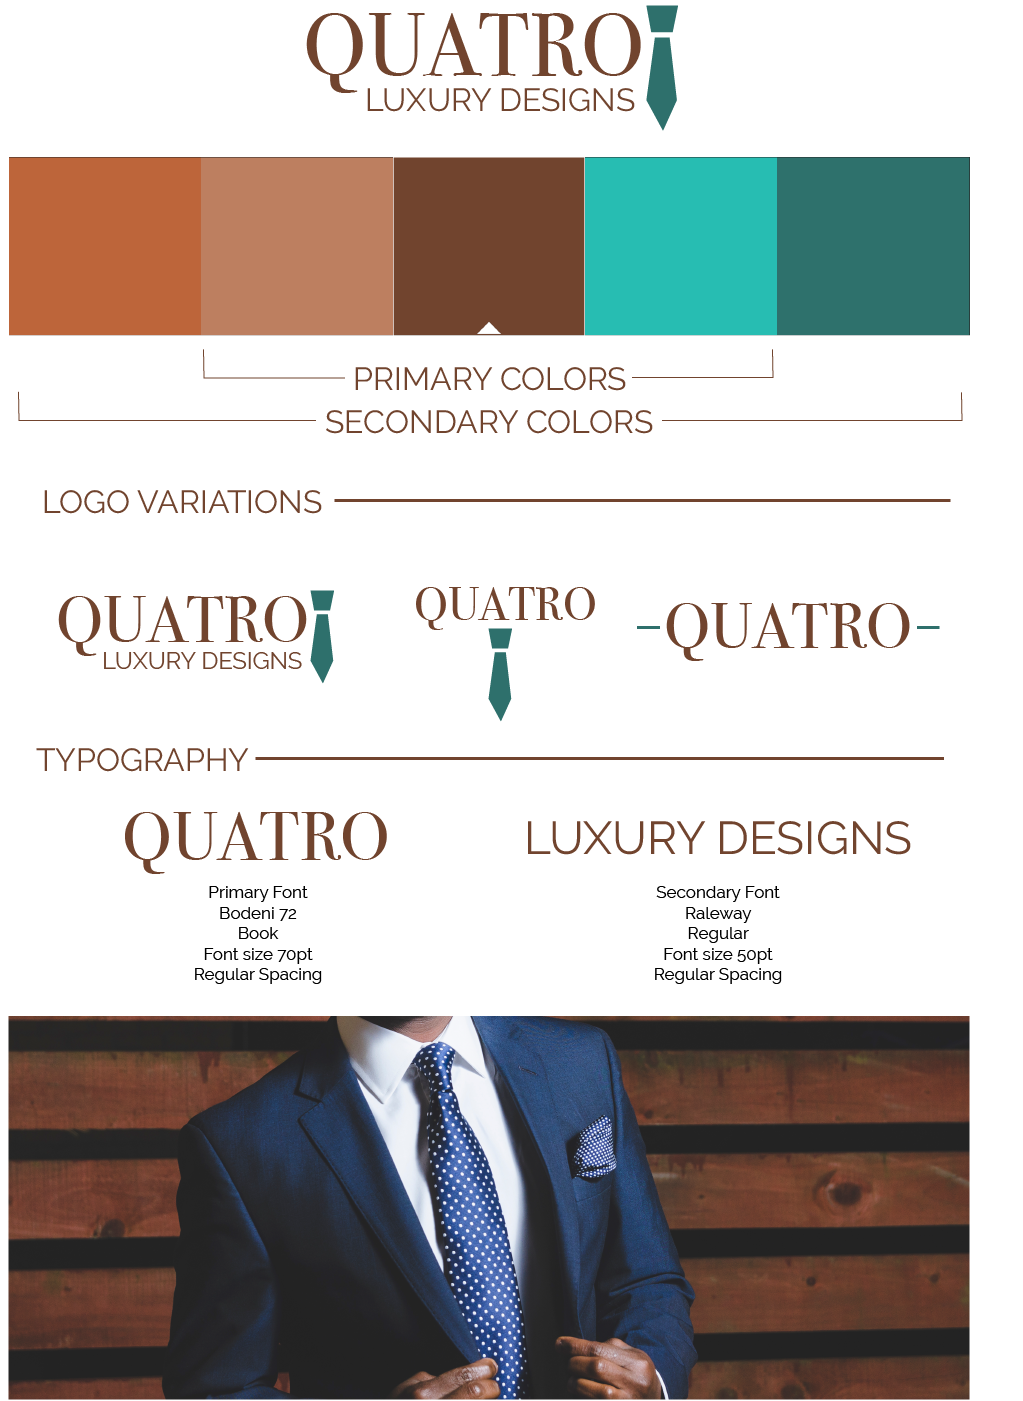 QUATRO
LUXURY DESIGNS
PRIMARY COLORS
SECONDARY COLORS
LOGO VARIATIONS
QUATRO
LUXURY DESIGNS
QUATRO
QUATRO
TYPOGRAPHY
QUATRO
Primary Font
Bodeni 72
Book
Font size 70pt
Regular Spacing
LUXURY DESIGNS
Secondary Font
Raleway
Regular
Font size 50pt
Regular Spacing